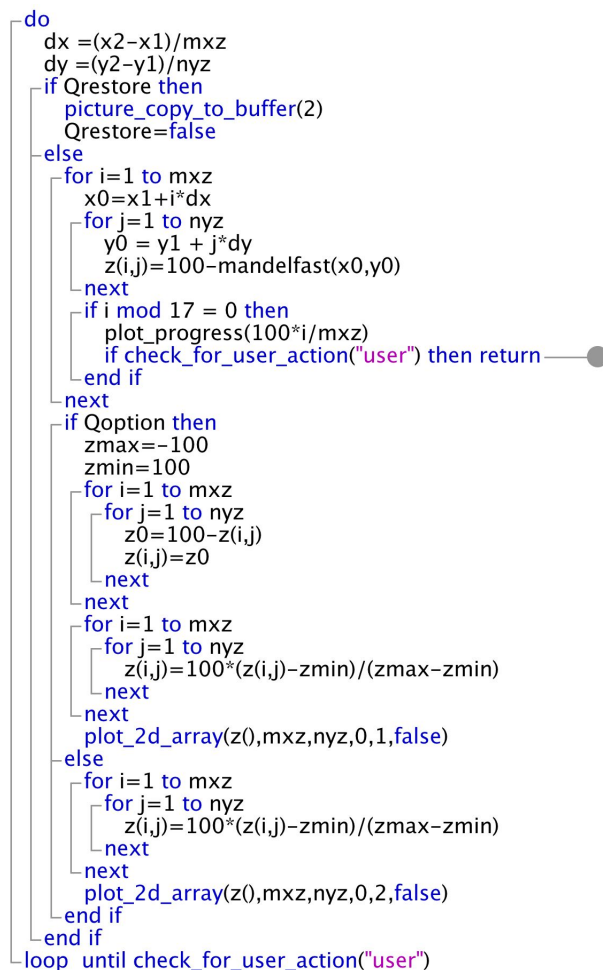 do
dx =(x2-x1)/mxz
dy =(y2-y1)/nyz
if Qrestore then
picture_copy_to_buffer(2)
Qrestore=false
else
for i=1 to mxz
x0=x1+i*dx
for j=1 to nyz
y0 = y1 + j*dy
z(i,j)=100-mandelfast(x0,y0)
next
if i mod 17 = 0 then
plot_progress(100*i/mxz)
if check_for_user_action("user") then return
end if
next
if Qoption then
zmax=-100
zmin=100
for i=1 to mxz
for j=1 to nyz
z0=100-z(i,j)
z(i,j)=z0
next
next
for i=1 to mxz
for j=1 to nyz
z(i,j)=100*(z(i,j)-zmin)/(zmax-zmin)
next
next
plot_2d_array(z(),mxz,nyz,0,1,false)
else
for i=1 to mxz
for j=1 to nyz
z(i,j)=100*(z(i,j)-zmin)/(zmax-zmin)
next
next
plot_2d_array(z(),mxz,nyz,0,2,false)
end if
end if
loop  until check_for_user_action("user")